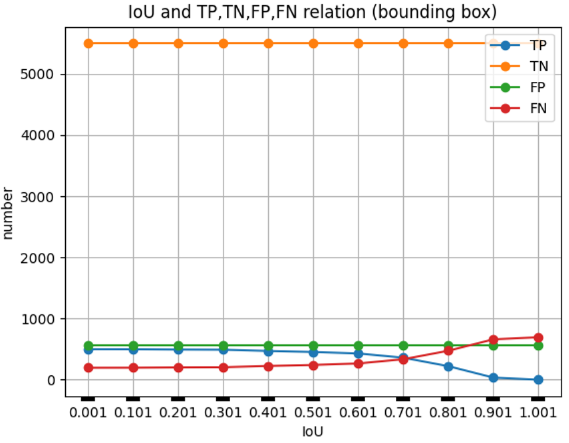 IoU and TP,TN,FP,FN relation (bounding box)
TP
TN
FP
FN
5000
4000
3000
2000
1000
0
number
0.001 0.101 0.201 0.301 0.401 0.501 0.601 0.701 0.801 0.901 1.001
IoU